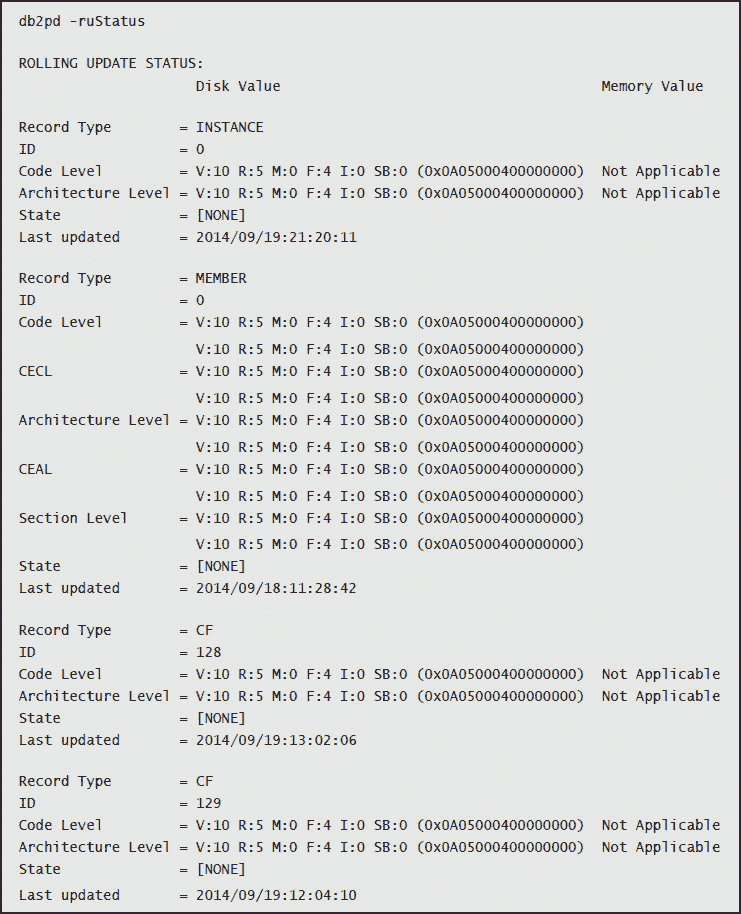 db2pd -ruStatus
ROLLING UPDATE STATUS:
Disk Value Memory Value
Record Type = INSTANCE
ID = 0
Code Level = V:10 R:5 M:0 F:4 I:0 SB:0 (0x0A05000400000000) Not Applicable
Architecture Level = V:10 R:5 M:0 F:4 I:0 SB:0 (0x0A05000400000000) Not Applicable
State = [NONE]
Last updated = 2014/09/19:21:20:11
Record Type = MEMBER
ID = 0
Code Level = V:10 R:5 M:0 F:4 I:0 SB:0 (0x0A05000400000000)
V:10 R:5 M:0 F:4 I:0 SB:0 (0x0A05000400000000)
CECL = V:10 R:5 M:0 F:4 I:0 SB:0 (0x0A05000400000000)
V:10 R:5 M:0 F:4 I:0 SB:0 (0x0A05000400000000)
Architecture Level = V:10 R:5 M:0 F:4 I:0 SB:0 (0x0A05000400000000)
V:10 R:5 M:0 F:4 I:0 SB:0 (0x0A05000400000000)
CEAL = V:10 R:5 M:0 F:4 I:0 SB:0 (0x0A05000400000000)
V:10 R:5 M:0 F:4 I:0 SB:0 (0x0A05000400000000)
Section Level = V:10 R:5 M:0 F:4 I:0 SB:0 (0x0A05000400000000)
V:10 R:5 M:0 F:4 I:0 SB:0 (0x0A05000400000000)
State = [NONE]
Last updated = 2014/09/18:11:28:42
Record Type = CF
ID = 128
Code Level = V:10 R:5 M:0 F:4 I:0 SB:0 (0x0A05000400000000) Not Applicable
Architecture Level = V:10 R:5 M:0 F:4 I:0 SB:0 (0x0A05000400000000) Not Applicable
State = [NONE]
Last updated = 2014/09/19:13:02:06
Record Type = CF
ID = 129
Code Level = V:10 R:5 M:0 F:4 I:0 SB:0 (0x0A05000400000000) Not Applicable
Architecture Level = V:10 R:5 M:0 F:4 I:0 SB:0 (0x0A05000400000000) Not Applicable
State = [NONE]
Last updated = 2014/09/19:12:04:10